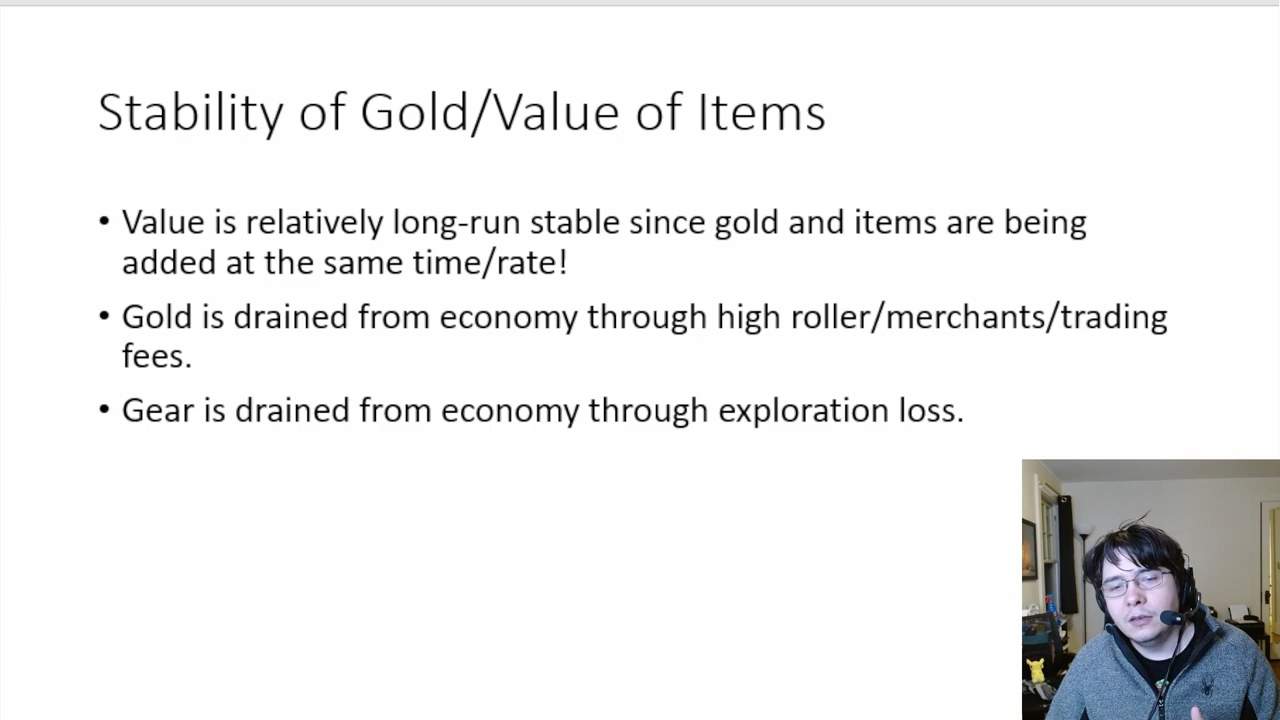 Stability of Gold/Value of Items
• Value is relatively long-run stable since gold and items are being
added at the same time/rate!
• Gold is drained from economy through high roller/merchants/trading
fees.
• Gear is drained from economy through exploration loss.